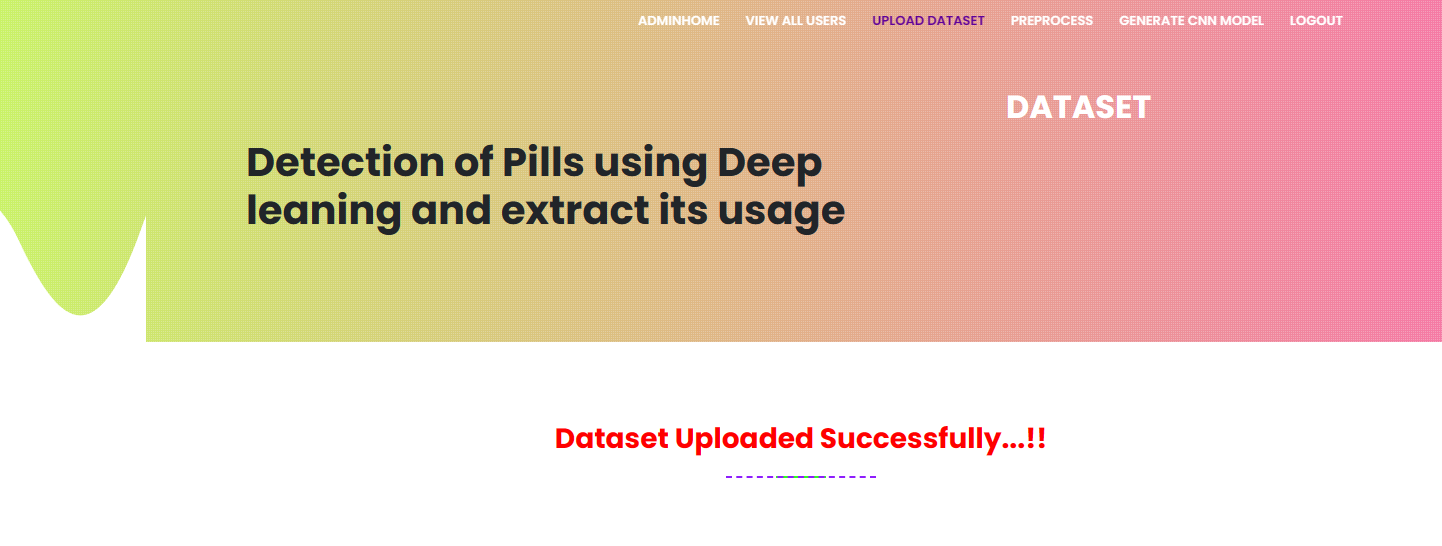 ADMINHOME VIEW ALL USERS UPLOAD DATASET PREPROCESS GENERATE CNN MODEL LOGOUT
DATASET
Detection of Pills using Deep
leaning and extract its usage
Dataset Uploaded Successfully...!!